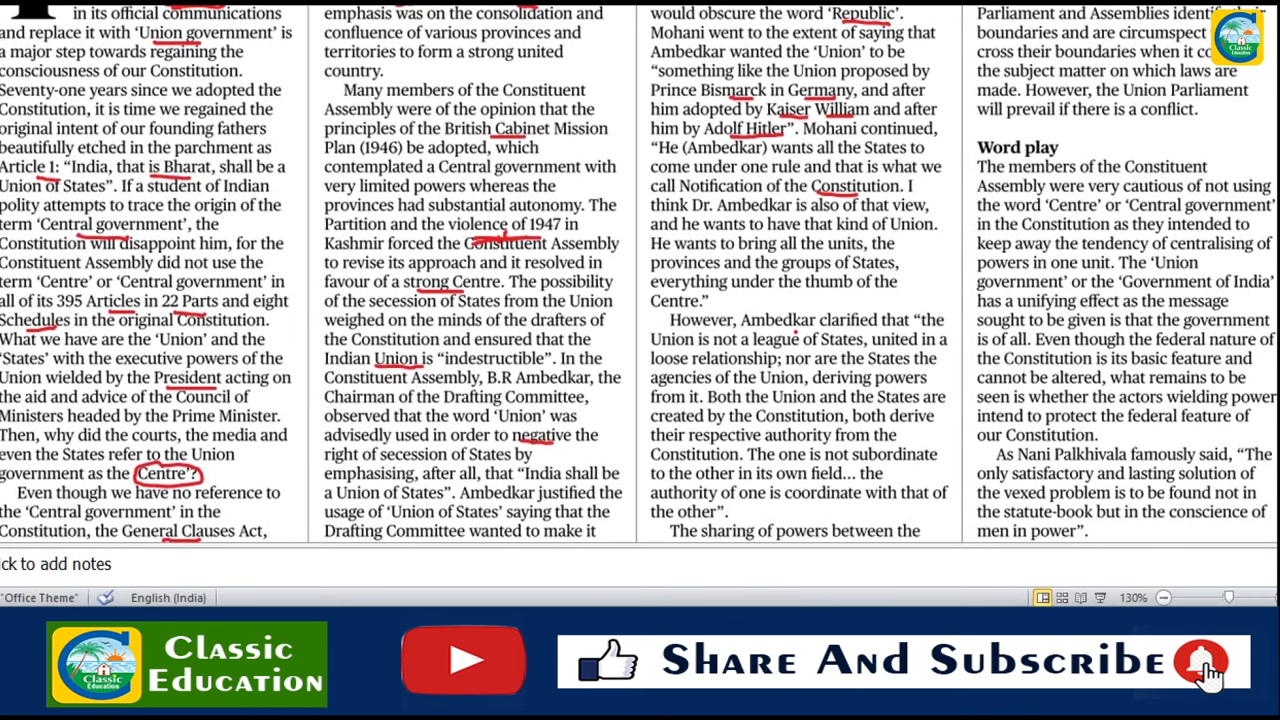 in its official communications
and replace it with ‘Union government’ is
a major step towards regaining the
consciousness of our Constitution.
Seventy-one years since we adopted the
Constitution, it is time we regained the
original intent of our founding fathers
beautifully etched in the parchment as
Article 1: “India, that is Bharat, shall be a
Union of States”. If a student of Indian
polity attempts to trace the origin of the
term ‘Central government’, the
Constitution will disappoint him, for the
Constituent Assembly did not use the
term ‘Centre’ or ‘Central government’ in
all of its 395 Articles in 22 Parts and eight
Schedules in the original Constitution.
What we have are the ‘Union’ and the
‘States’ with the executive powers of the
Union wielded by the President acting on
the aid and advice of the Council of
Ministers headed by the Prime Minister.
Then, why did the courts, the media and
even the States refer to the Union
government as the ‘Centre’?
Even though we have no reference to
the ‘Central government’ in the
Constitution, the General Clauses Act,
emphasis was on the consolidation and
confluence of various provinces and
territories to form a strong united
country.
Many members of the Constituent
Assembly were of the opinion that the
principles of the British Cabinet Mission
Plan (1946) be adopted, which
contemplated a Central government with
very limited powers whereas the
provinces had substantial autonomy. The
Partition and the violence of 1947 in
Kashmir forced the Constituent Assembly
to revise its approach and it resolved in
favour of a strong Centre. The possibility
of the secession of States from the Union
weighed on the minds of the drafters of
the Constitution and ensured that the
Indian Union is “indestructible”. In the
Constituent Assembly, B.R Ambedkar, the
Chairman of the Drafting Committee,
observed that the word ‘Union’ was
advisedly used in order to negative the
right of secession of States by
emphasising, after all, that “India shall be
a Union of States”. Ambedkar justified the
usage of ‘Union of States’ saying that the
Drafting Committee wanted to make it
would obscure the word ‘Republic’.
Mohani went to the extent of saying that
Ambedkar wanted the ‘Union’ to be
“something like the Union proposed by
Prince Bismarck in Germany, and after
him adopted by Kaiser William and after
him by Adolf Hitler”. Mohani continued,
“He (Ambedkar) wants all the States to
come under one rule and that is what we
call Notification of the Constitution. I
think Dr. Ambedkar is also of that view,
and he wants to have that kind of Union.
He wants to bring all the units, the
provinces and the groups of States,
everything under the thumb of the
Centre.”
However, Ambedkar clarified that “the
Union is not a league of States, united in a
loose relationship; nor are the States the
agencies of the Union, deriving powers
from it. Both the Union and the States are
created by the Constitution, both derive
their respective authority from the
Constitution. The one is not subordinate
to the other in its own field... the
authority of one is coordinate with that of
the other”.
The sharing of powers between the
Parliament and Assemblies identify their
boundaries and are circumspect
cross their boundaries when it
the subject matter on which laws are
made. However, the Union Parliament
will prevail if there is a conflict.
Word play
The members of the Constituent
Assembly were very cautious of not using
the word ‘Centre’ or ‘Central government’
in the Constitution as they intended to
keep away the tendency of centralising of
powers in one unit. The ‘Union
government’ or the ‘Government of India’
has a unifying effect as the message
sought to be given is that the government
is of all. Even though the federal nature of
the Constitution is its basic feature and
cannot be altered, what remains to be
seen is whether the actors wielding power
intend to protect the federal feature of
our Constitution.
As Nani Palkhivala famously said, “The
only satisfactory and lasting solution of
the vexed problem is to be found not in
the statute-book but in the conscience of
men in power”.
Classic
Education
ck to add notes
"Office Theme"
English (India)
130%
Classic
Education
Classic
Education
Share And Subscribe